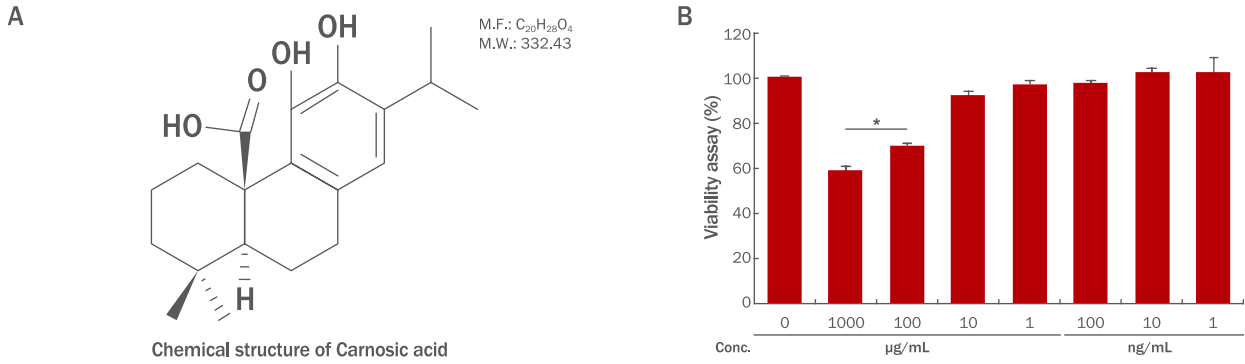 A
OH
OH
O
HO
H
M.F.: C₂₀H₂₈O₄
M.W.: 332.43
Chemical structure of Carnosic acid
B
Viability assay (%)
120
100
80
60
40
20
0
*
0 1000 100 10 1 100 10 1
Conc. µg/mL ng/mL